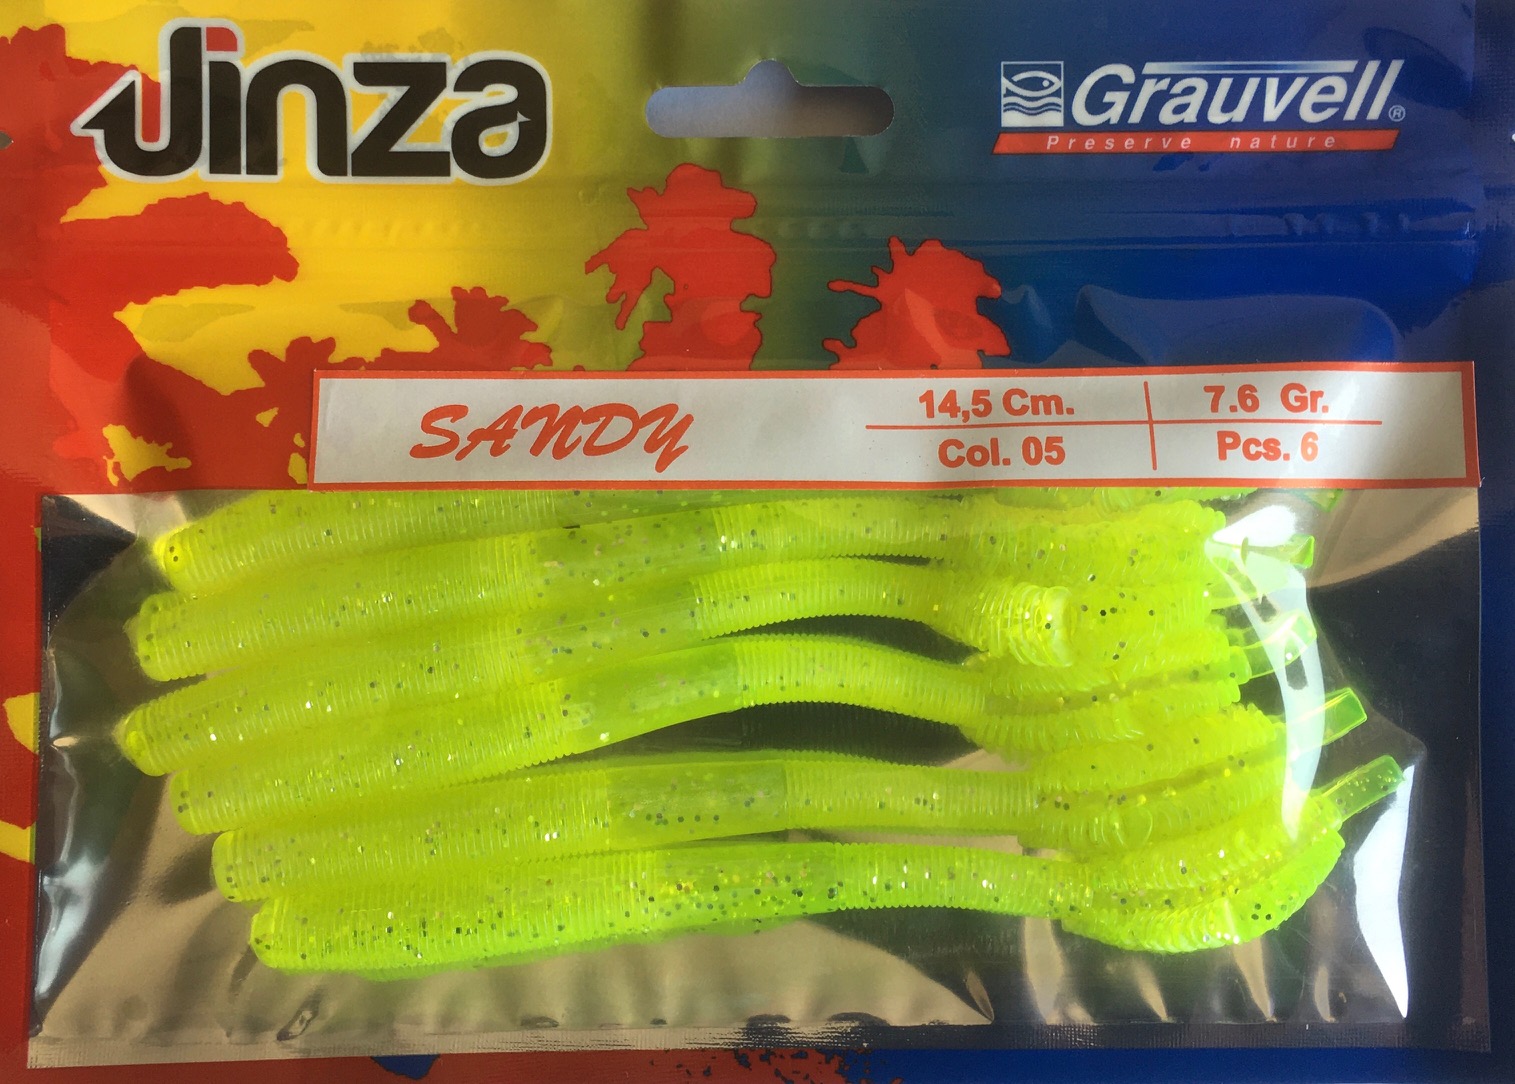 Jinza
Grauvell®
Preserve nature
SANDY
14,5 Cm.
7.6 Gr.
Col. 05
Pcs. 6